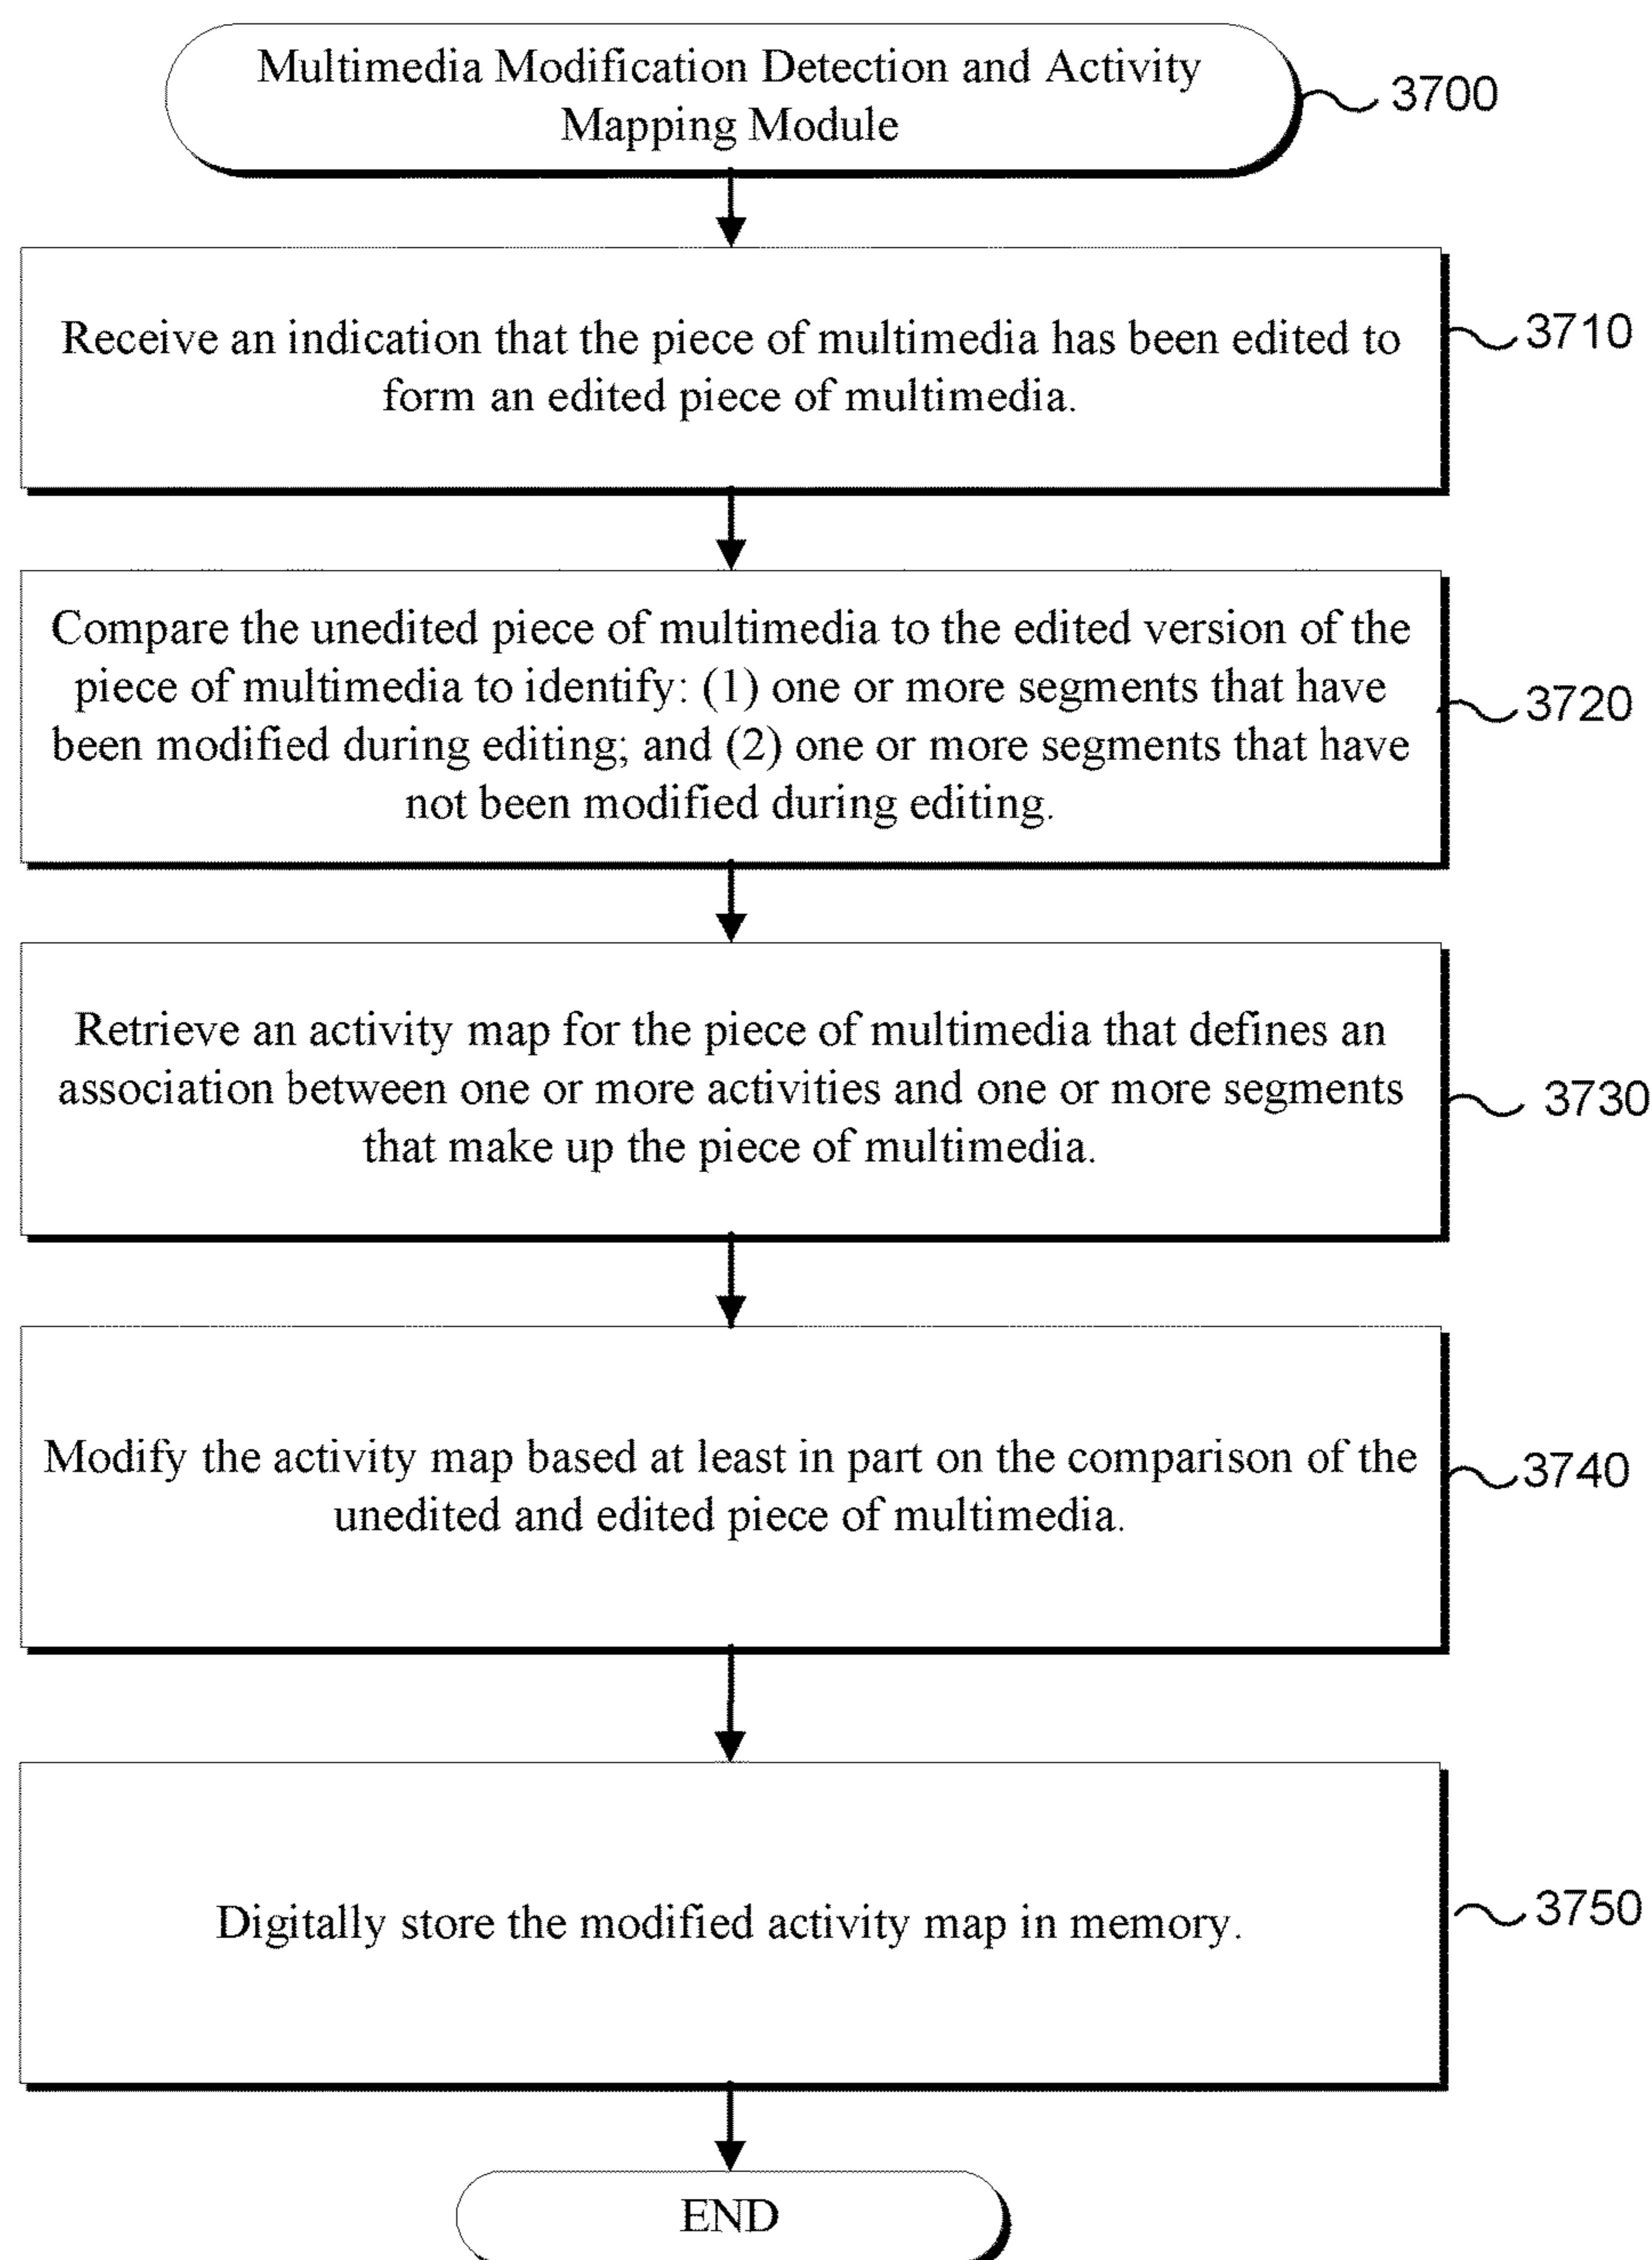 Multimedia Modification Detection and Activity
Mapping Module
3700
Receive an indication that the piece of multimedia has been edited to
form an edited piece of multimedia.
3710
Compare the unedited piece of multimedia to the edited version of the
piece of multimedia to identify: (1) one or more segments that have
been modified during editing; and (2) one or more segments that have
not been modified during editing.
3720
Retrieve an activity map for the piece of multimedia that defines an
association between one or more activities and one or more segments
that make up the piece of multimedia.
3730
Modify the activity map based at least in part on the comparison of the
unedited and edited piece of multimedia.
3740
Digitally store the modified activity map in memory.
3750
END